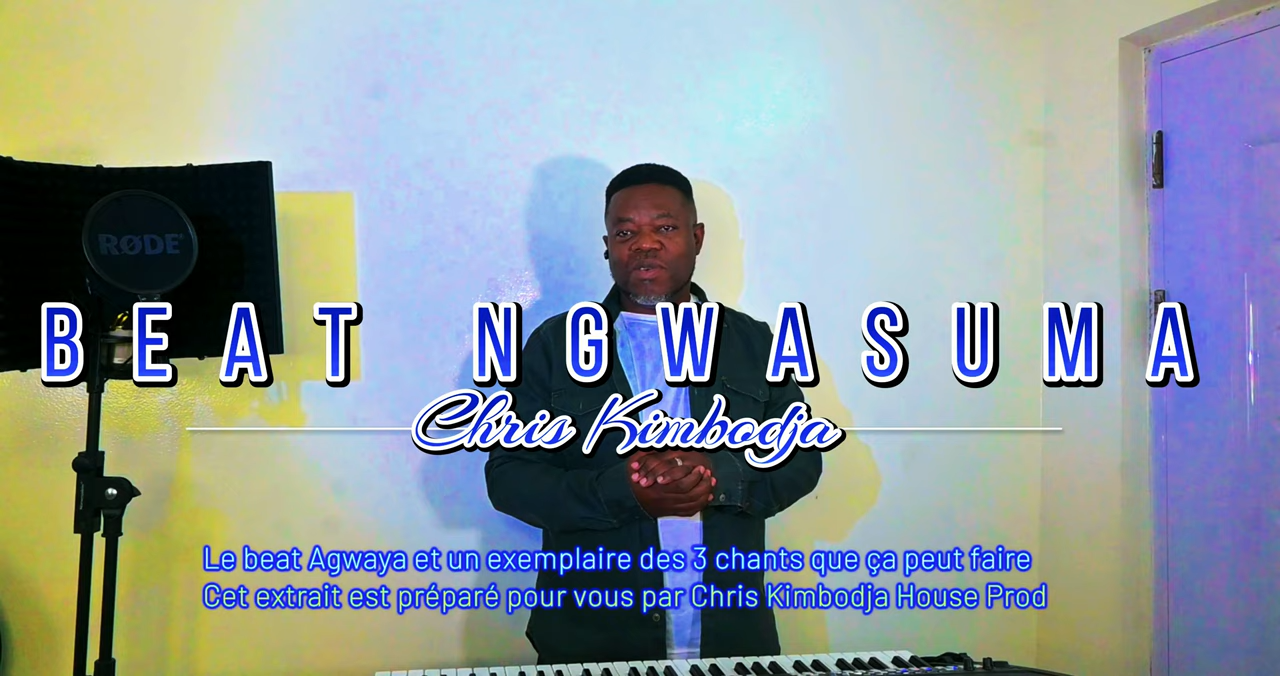 RØDE
BEAT NGWASUMA
Chris Kimbodja
Le beat Agwaya et un exemplaire des 3 chants que ça peut faire
Cet extrait est préparé pour vous par Chris Kimbodja House Prod